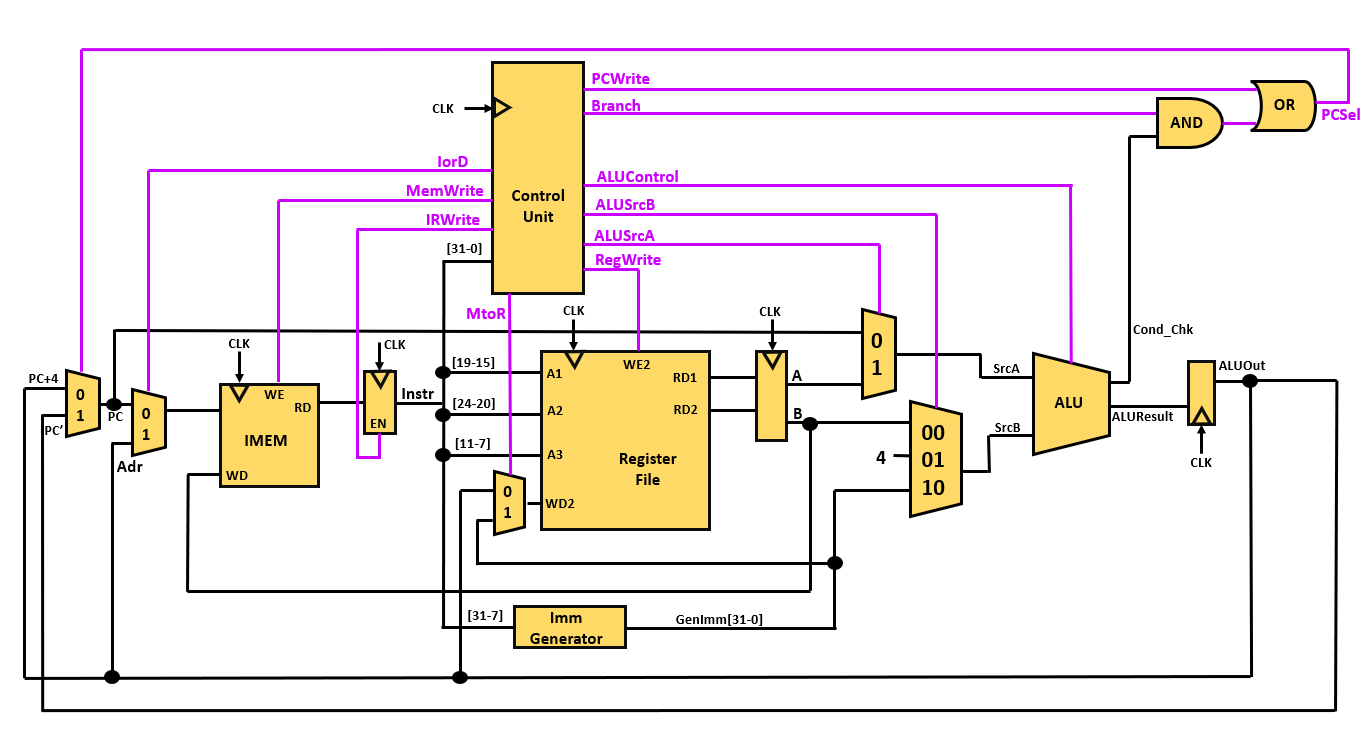 PCWrite
OR
CLK
Branch
AND
PCSel
IorD
ALUControl
MemWrite
Control
Unit
ALUSrcB
IRWrite
ALUSrcA
[31-0]
RegWrite
MtoR
CLK
CLK
Cond_Chk
CLK
CLK
0
1
[19-15]
A1
WE2
RD1
A
SrcA
ALUOut
PC+4
0
1
PC
PC'
0
1
Adr
WE
RD
IMEM
WD
EN
Instr
[24-20]
A2
RD2
B
ALU
ALUResult
SrcB
00
01
10
4
[11-7]
A3
Register
File
CLK
0
1
WD2
[31-7]
Imm
Generator
GenImm[31-0]